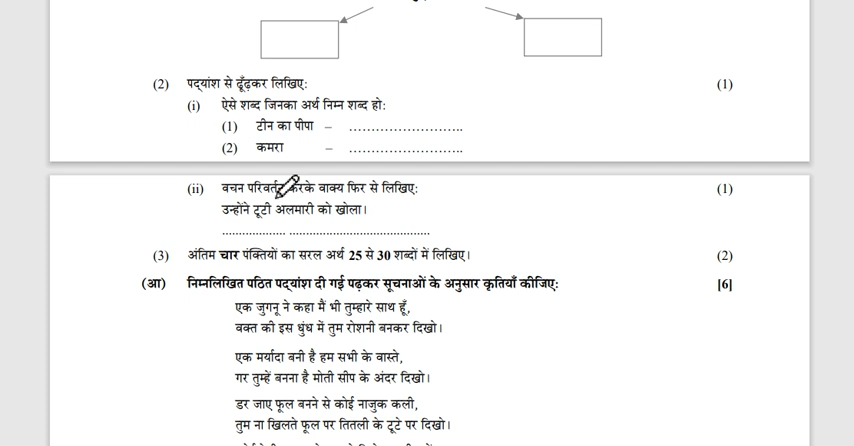 (2) पद्यांश से ढूँढ़कर लिखिए: (1)
(i) ऐसे शब्द जिनका अर्थ निम्न शब्द हो:
(1) टीन का पीपा – ..........................
(2) कमरा – ..........................
(ii) वचन परिवर्तन करके वाक्य फिर से लिखिए: (1)
उन्होंने टूटी अलमारी को खोला।
................... ..........................................
(3) अंतिम चार पंक्तियों का सरल अर्थ 25 से 30 शब्दों में लिखिए। (2)
(आ) निम्नलिखित पठित पद्यांश दी गई पढ़कर सूचनाओं के अनुसार कृतियाँ कीजिए: [6]
एक जुगनू ने कहा मैं भी तुम्हारे साथ हूँ,
वक्त की इस धुंध में तुम रोशनी बनकर दिखो।
एक मर्यादा बनी है हम सभी के वास्ते,
गर तुम्हें बनना है मोती सीप के अंदर दिखो।
डर जाए फूल बनने से कोई नाजुक कली,
तुम ना खिलते फूल पर तितली के टूटे पर दिखो।